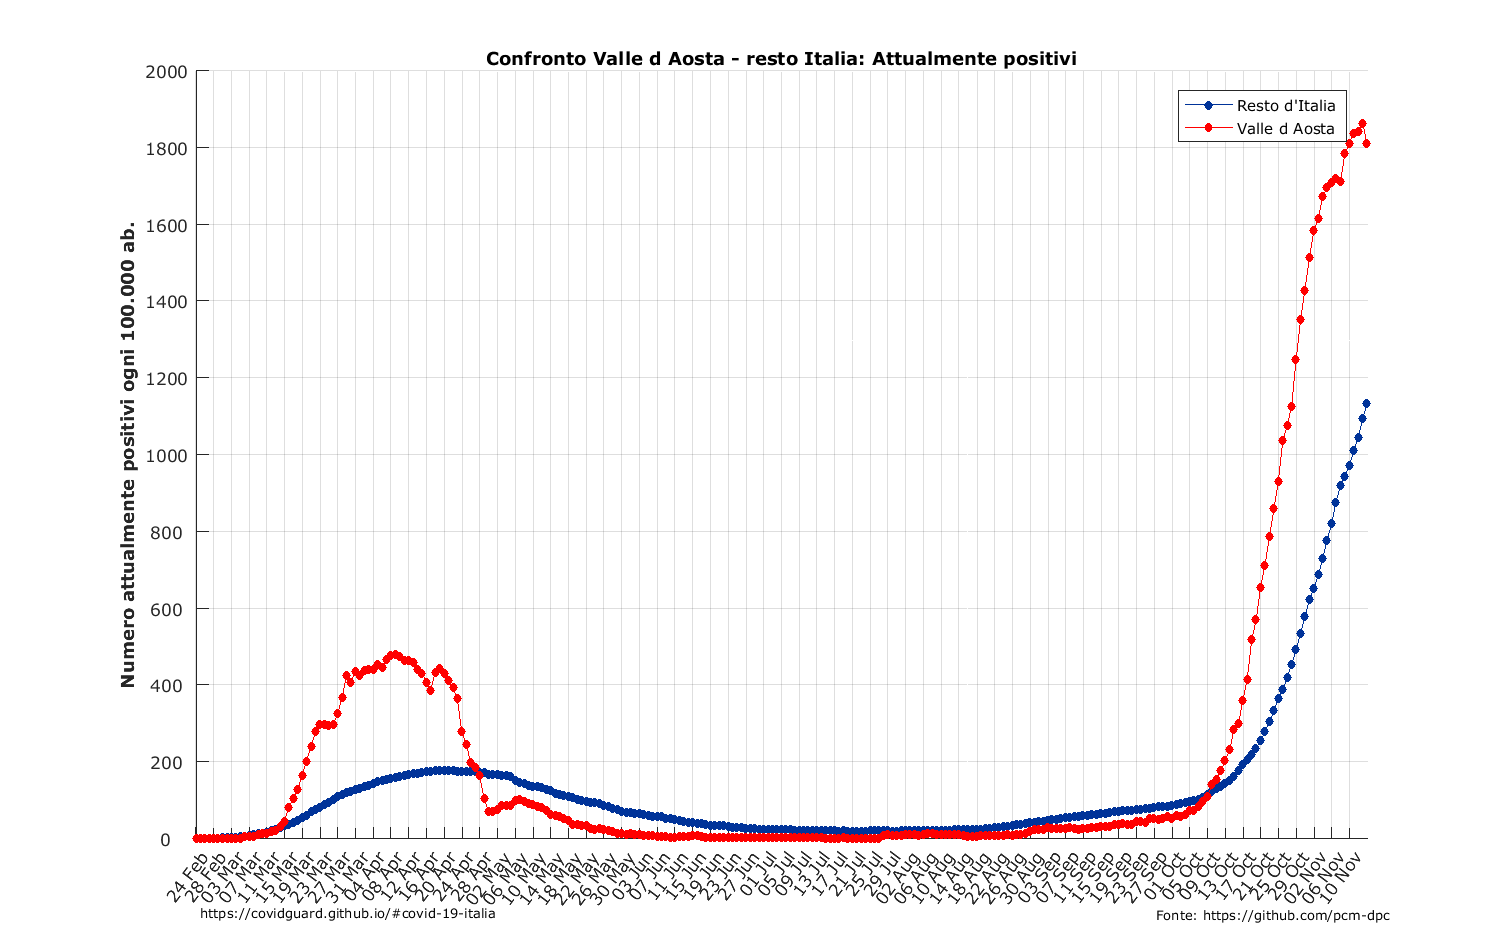 Confronto Valle d Aosta - resto Italia: Attualmente positivi
Resto d'Italia
Valle d Aosta
Numero attualmente positivi ogni 100.000 ab.
2000
1800
1600
1400
1200
1000
800
600
400
200
0
24 Feb
28 Feb
03 Mar
07 Mar
11 Mar
15 Mar
19 Mar
23 Mar
27 Mar
31 Mar
04 Apr
08 Apr
12 Apr
16 Apr
20 Apr
24 Apr
28 Apr
02 May
06 May
10 May
14 May
18 May
22 May
26 May
30 May
03 Jun
07 Jun
11 Jun
15 Jun
19 Jun
23 Jun
27 Jun
01 Jul
05 Jul
09 Jul
13 Jul
17 Jul
21 Jul
25 Jul
29 Jul
02 Aug
06 Aug
10 Aug
14 Aug
18 Aug
22 Aug
26 Aug
30 Aug
03 Sep
07 Sep
11 Sep
15 Sep
19 Sep
23 Sep
27 Sep
01 Oct
05 Oct
09 Oct
13 Oct
17 Oct
21 Oct
25 Oct
29 Oct
02 Nov
06 Nov
10 Nov
https://covidguard.github.io/#covid-19-italia
Fonte: https://github.com/pcm-dpc